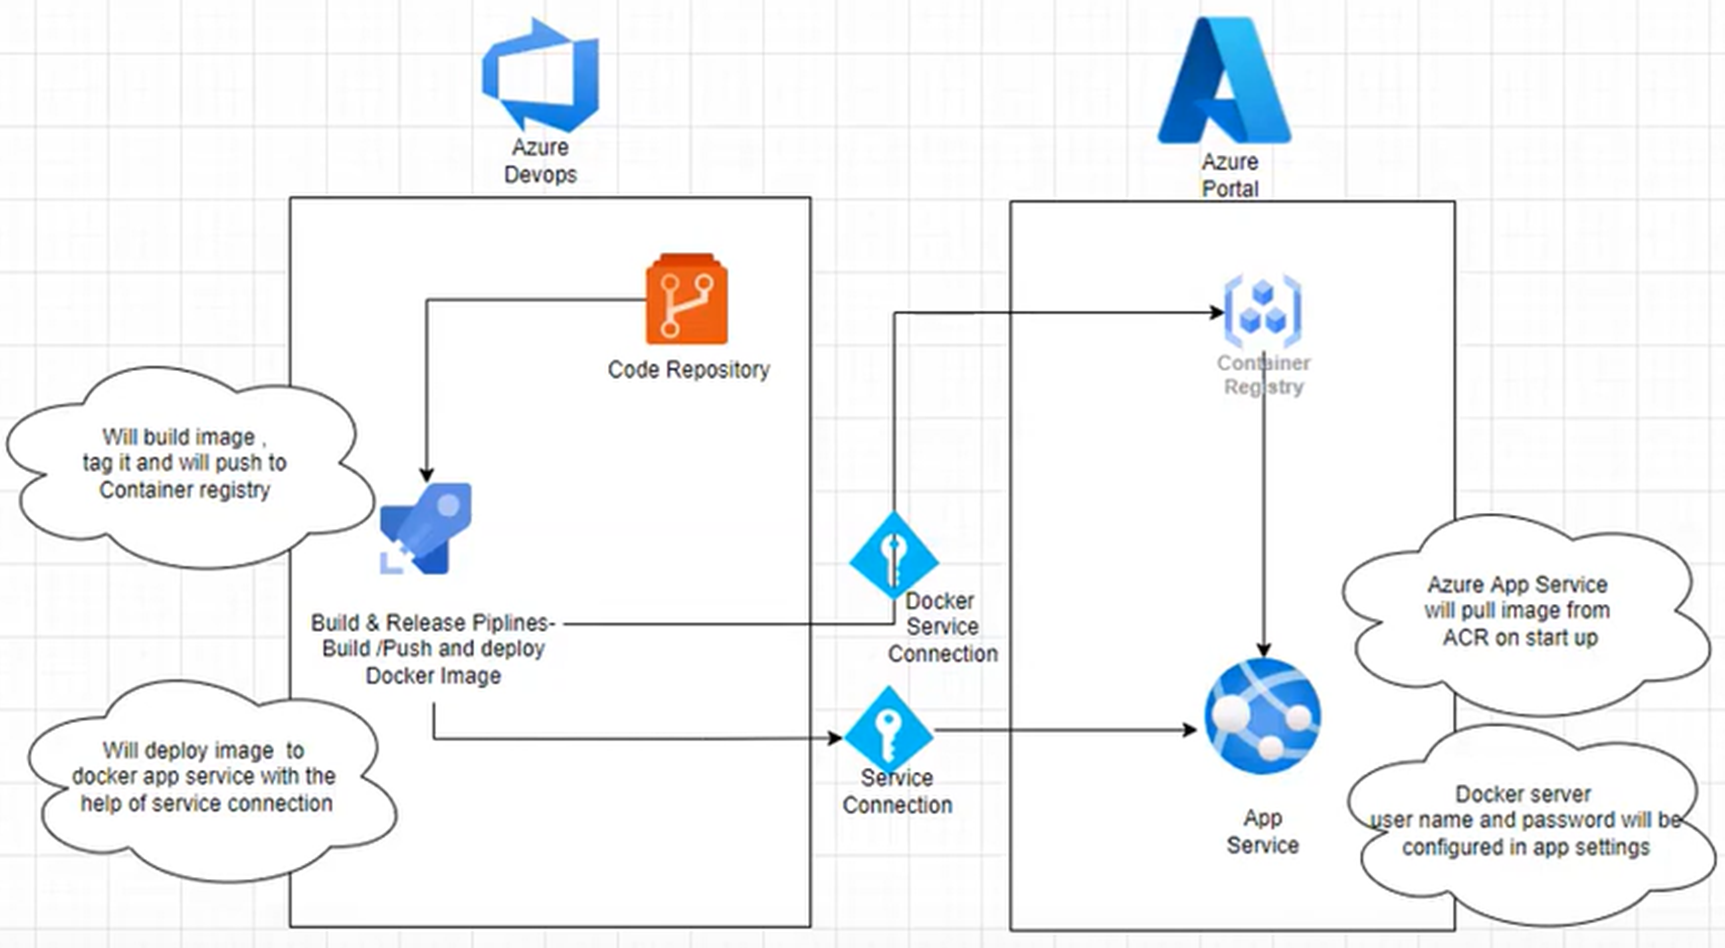 Azure
Devops
Azure
Portal
Code Repository
Container
Registry
Will build image ,
tag it and will push to
Container registry
Build & Release Piplines-
Build /Push and deploy
Docker Image
Docker
Service
Connection
Azure App Service
will pull image from
ACR on start up
Will deploy image to
docker app service with the
help of service connection
Service
Connection
App
Service
Docker server
user name and password will be
configured in app settings